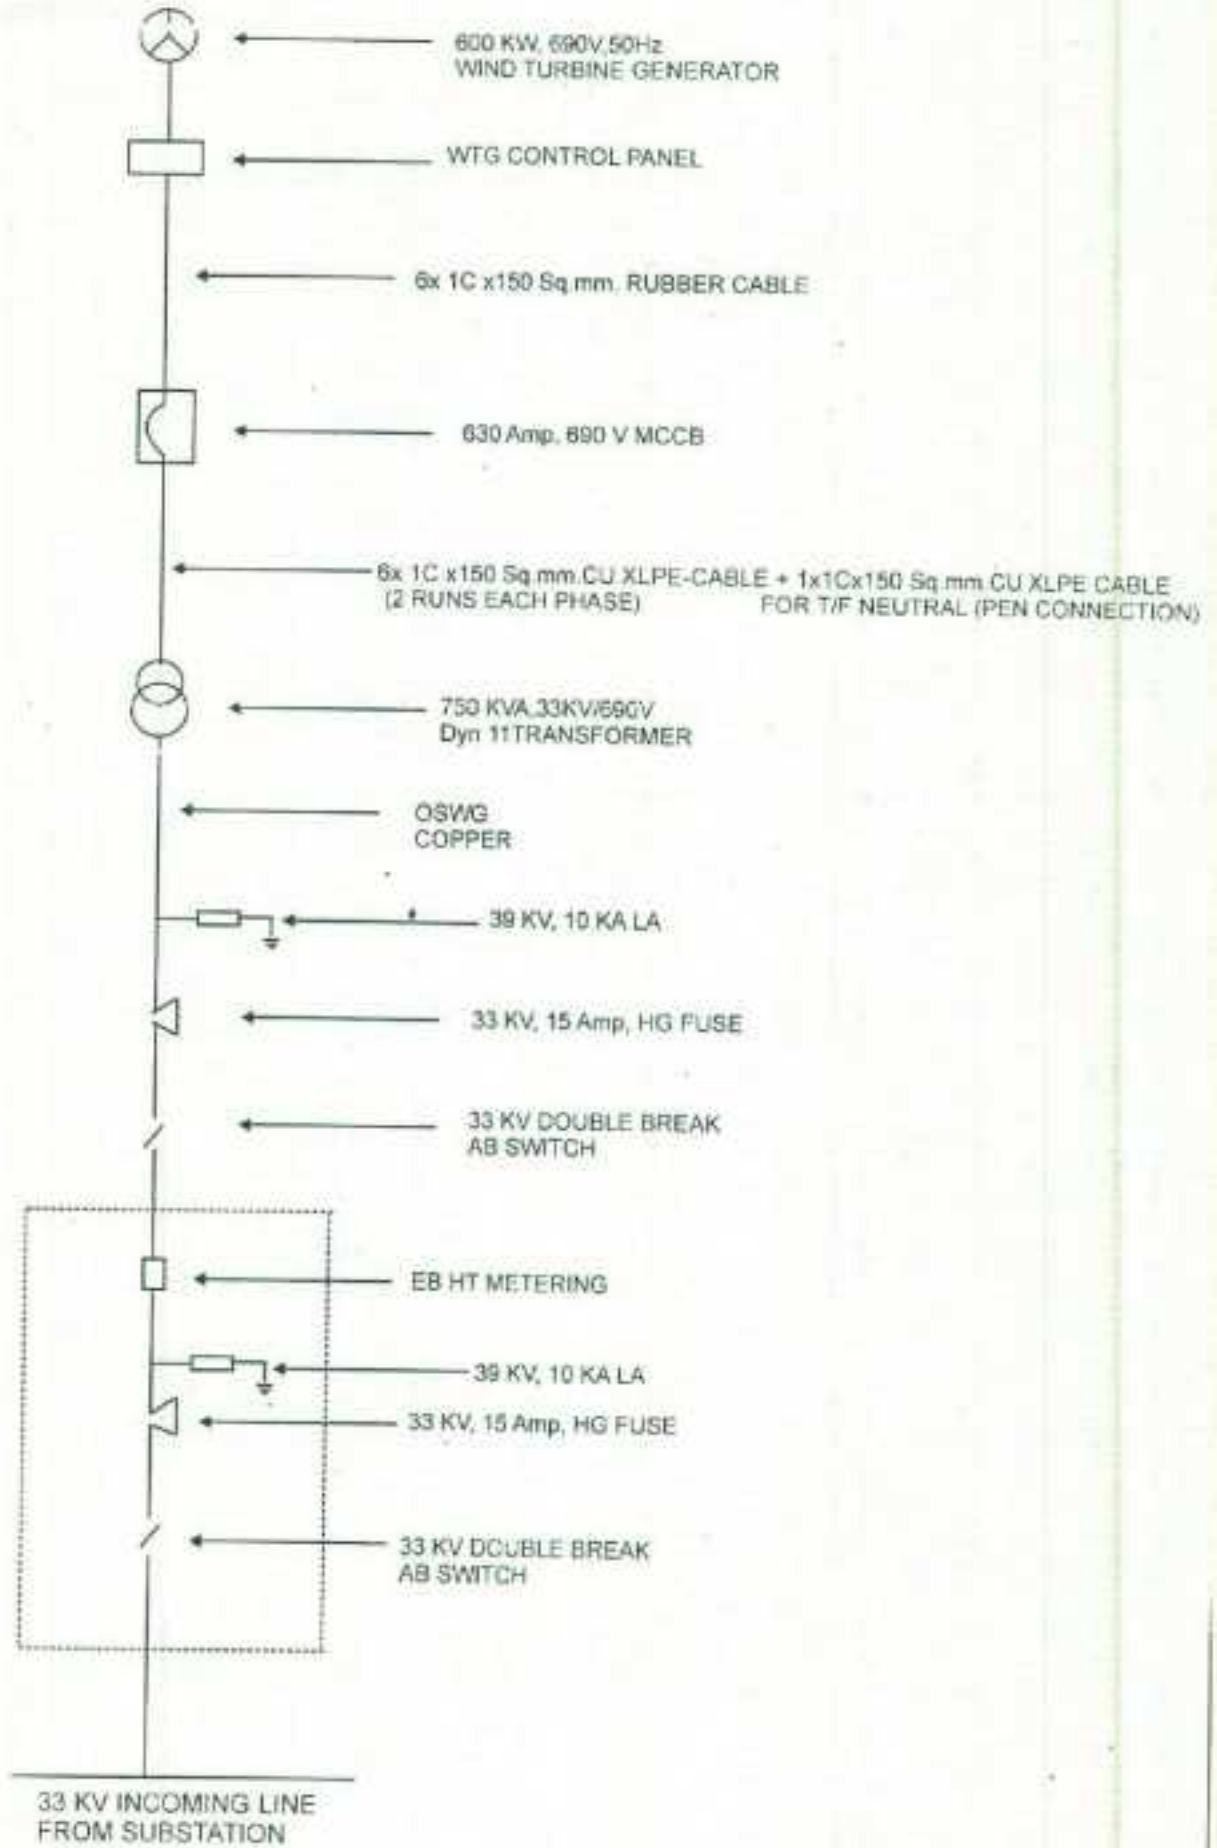 600 KW, 690V,50Hz
WIND TURBINE GENERATOR
WTG CONTROL PANEL
6x 1C x150 Sq.mm. RUBBER CABLE
630 Amp, 690 V MCCB
6x 1C x150 Sq.mm.CU XLPE-CABLE + 1x1Cx150 Sq.mm CU XLPE CABLE
(2 RUNS EACH PHASE) FOR T/F NEUTRAL (PEN CONNECTION)
750 KVA,33KV/690V
Dyn 11TRANSFORMER
OSWG
COPPER
39 KV, 10 KA LA
33 KV, 15 Amp, HG FUSE
33 KV DOUBLE BREAK
AB SWITCH
EB HT METERING
39 KV, 10 KA LA
33 KV, 15 Amp, HG FUSE
33 KV DOUBLE BREAK
AB SWITCH
33 KV INCOMING LINE
FROM SUBSTATION